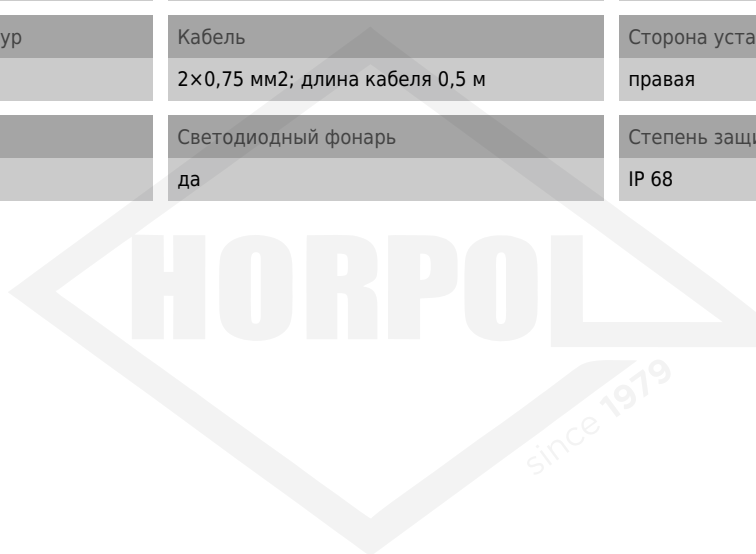 ур
Кабель
Сторона уста
2×0,75 мм2; длина кабеля 0,5 м
правая
Светодиодный фонарь
Степень защи
да
IP 68
HORPOL
since 1979